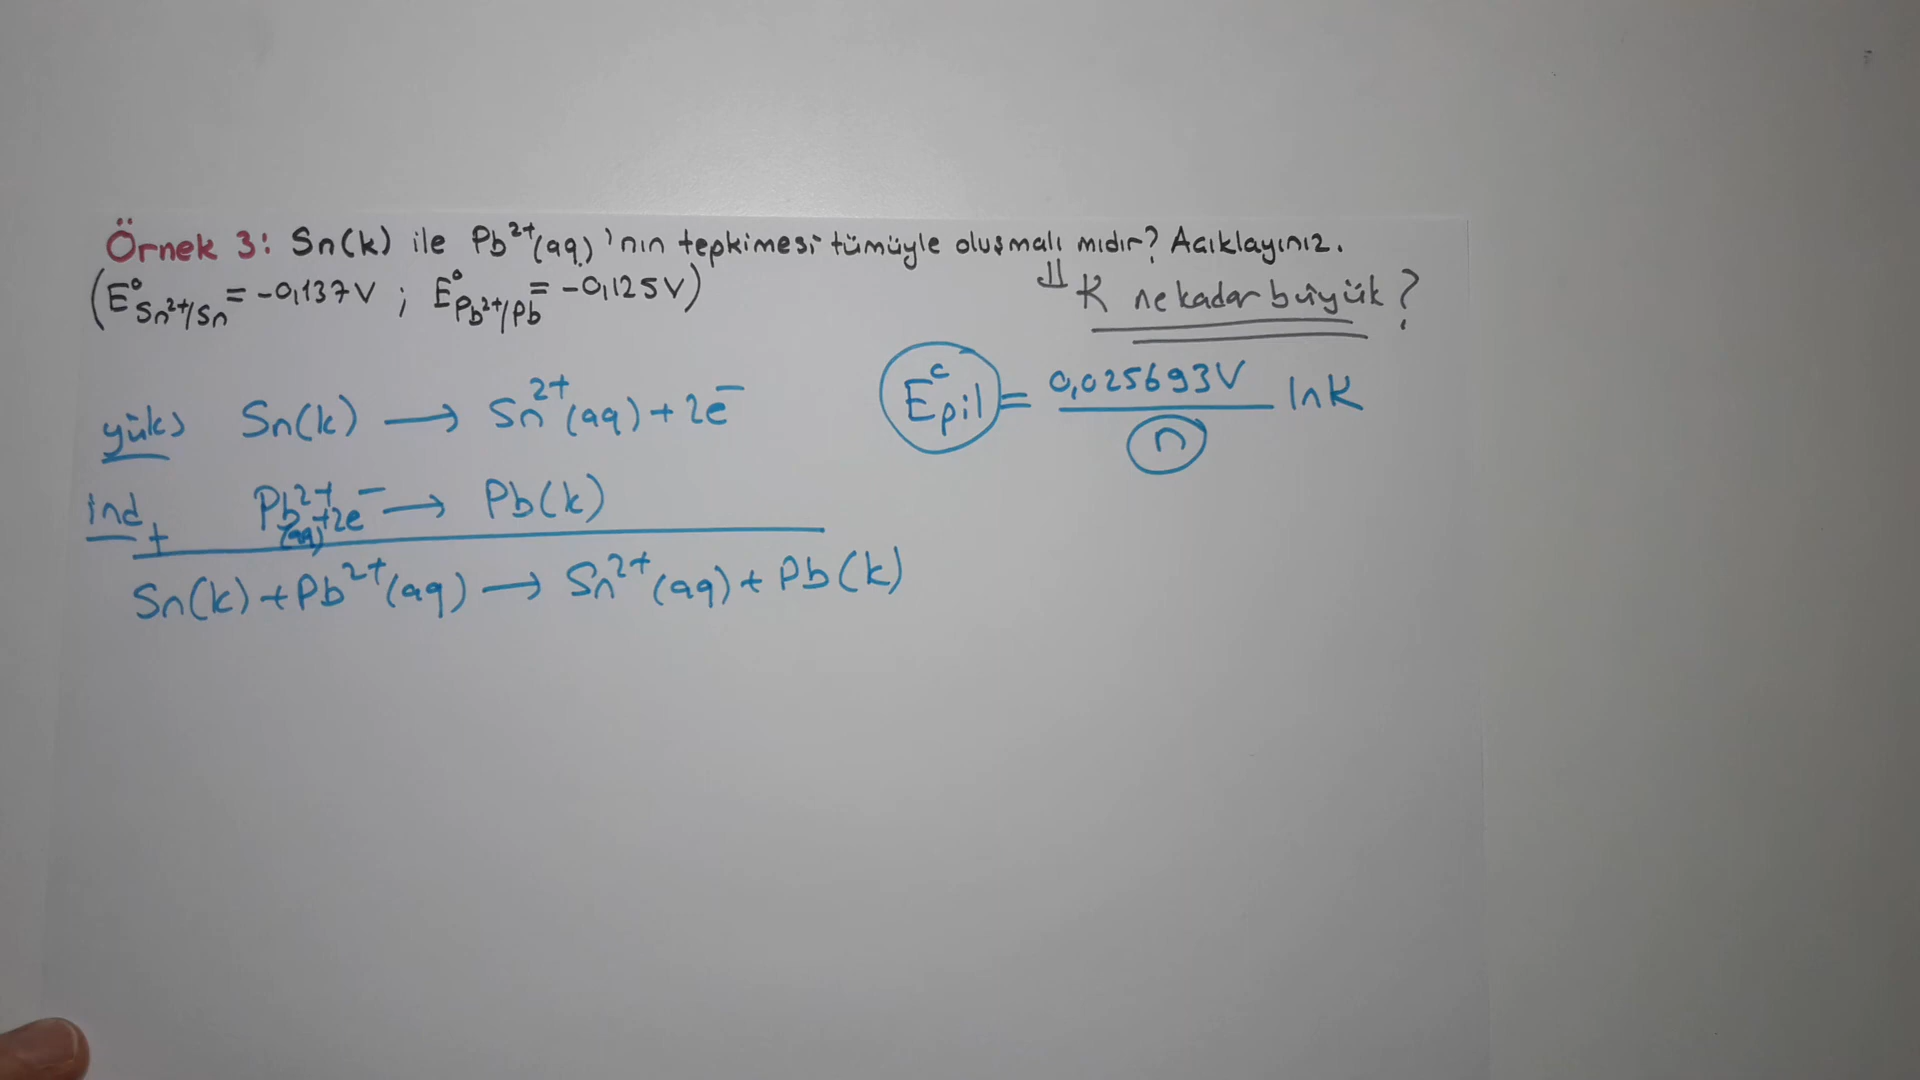 Örnek 3: Sn(k) ile Pb²⁺(aq)'nın tepkimesi tümüyle oluşmalı mıdır? Açıklayınız.
(E°Sn²⁺/Sn = -0,137V ; E°Pb²⁺/Pb = -0,125V)
⇓ K ne kadar büyük?
E°pil = 0,025693V / n lnK
yük) Sn(k) → Sn²⁺(aq) + 2e⁻
ind + Pb²⁺(aq) + 2e⁻ → Pb(k)
Sn(k) + Pb²⁺(aq) → Sn²⁺(aq) + Pb(k)